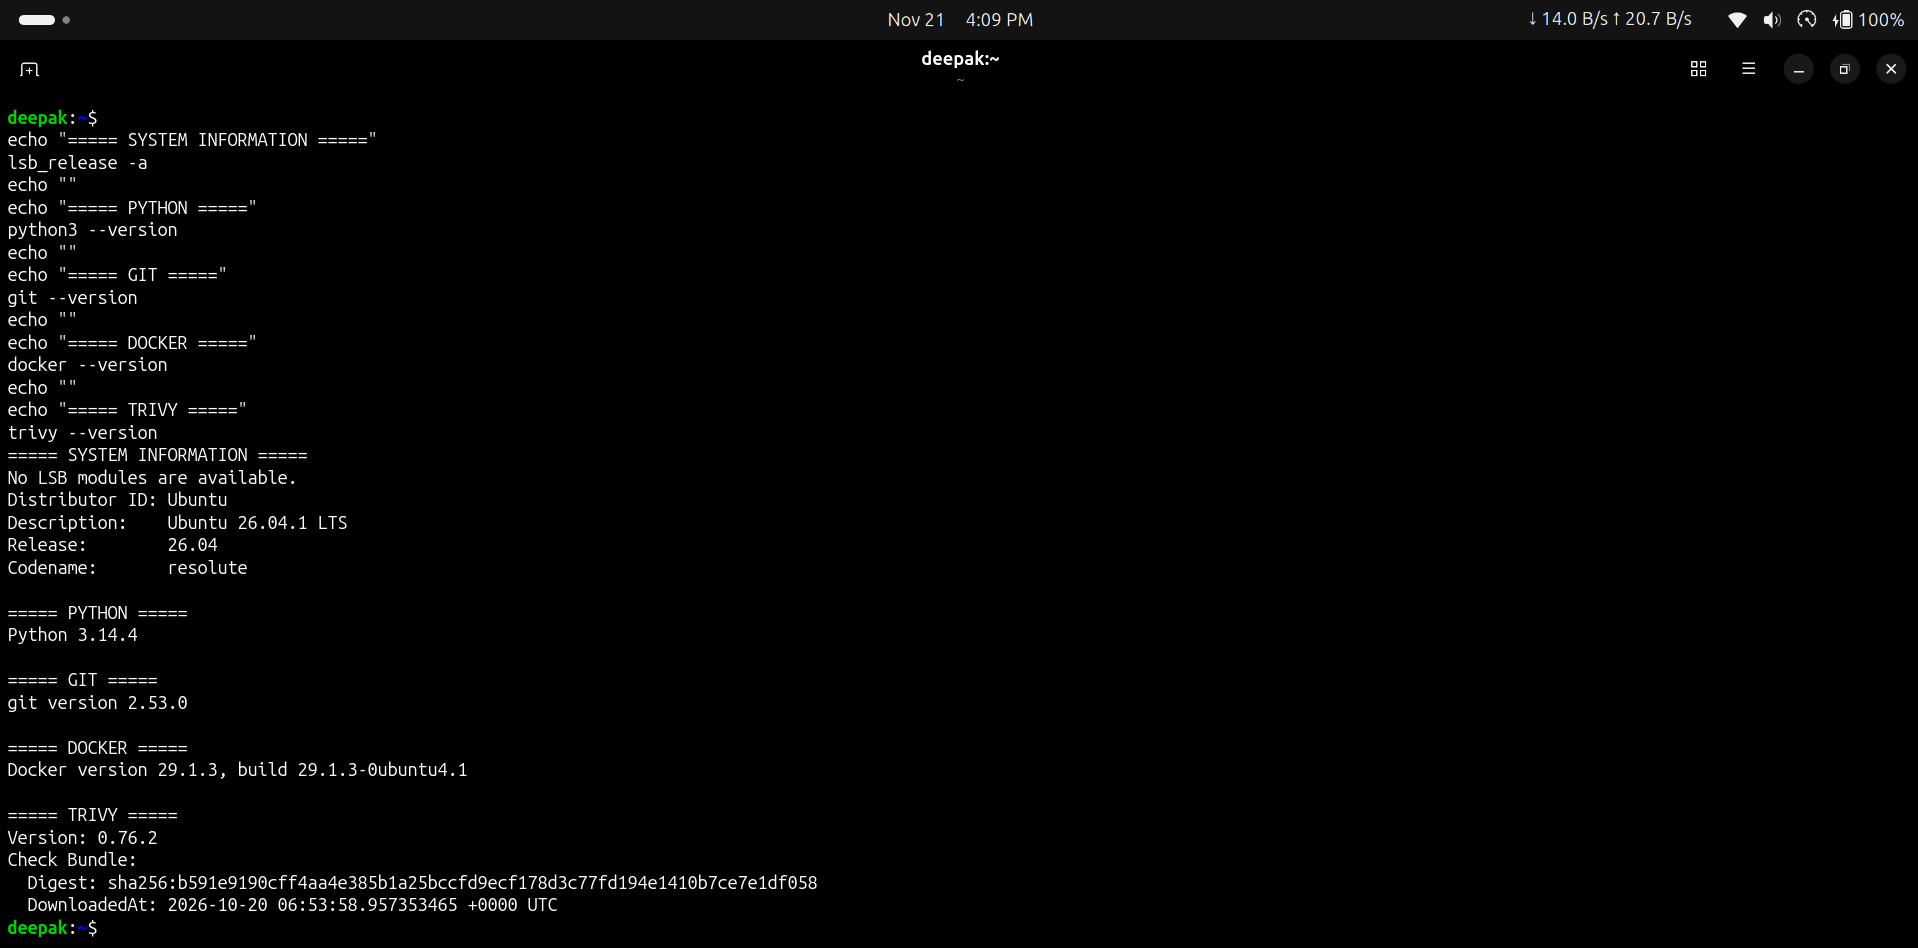 Nov 21 4:09 PM
↓ 14.0 B/s ↑ 20.7 B/s 100%
deepak:~
~
deepak:~$
echo "===== SYSTEM INFORMATION ====="
lsb_release -a
echo ""
echo "===== PYTHON ====="
python3 --version
echo ""
echo "===== GIT ====="
git --version
echo ""
echo "===== DOCKER ====="
docker --version
echo ""
echo "===== TRIVY ====="
trivy --version
===== SYSTEM INFORMATION =====
No LSB modules are available.
Distributor ID: Ubuntu
Description:    Ubuntu 26.04.1 LTS
Release:        26.04
Codename:       resolute
===== PYTHON =====
Python 3.14.4
===== GIT =====
git version 2.53.0
===== DOCKER =====
Docker version 29.1.3, build 29.1.3-0ubuntu4.1
===== TRIVY =====
Version: 0.76.2
Check Bundle:
  Digest: sha256:b591e9190cff4aa4e385b1a25bccfd9ecf178d3c77fd194e1410b7ce7e1df058
  DownloadedAt: 2026-10-20 06:53:58.957353465 +0000 UTC
deepak:~$